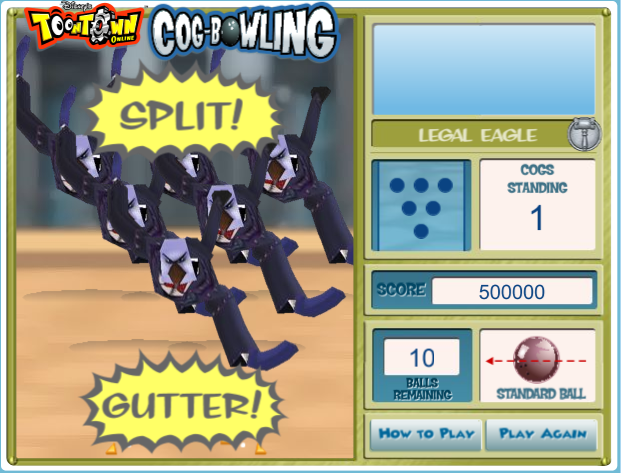 Disney's
TOONTOWN
ONLINE
COG-BOWLING
SPLIT!
LEGAL EAGLE
COGS
STANDING
1
SCORE 500000
10
BALLS
REMAINING
STANDARD BALL
GUTTER!
HOW TO PLAY
PLAY AGAIN